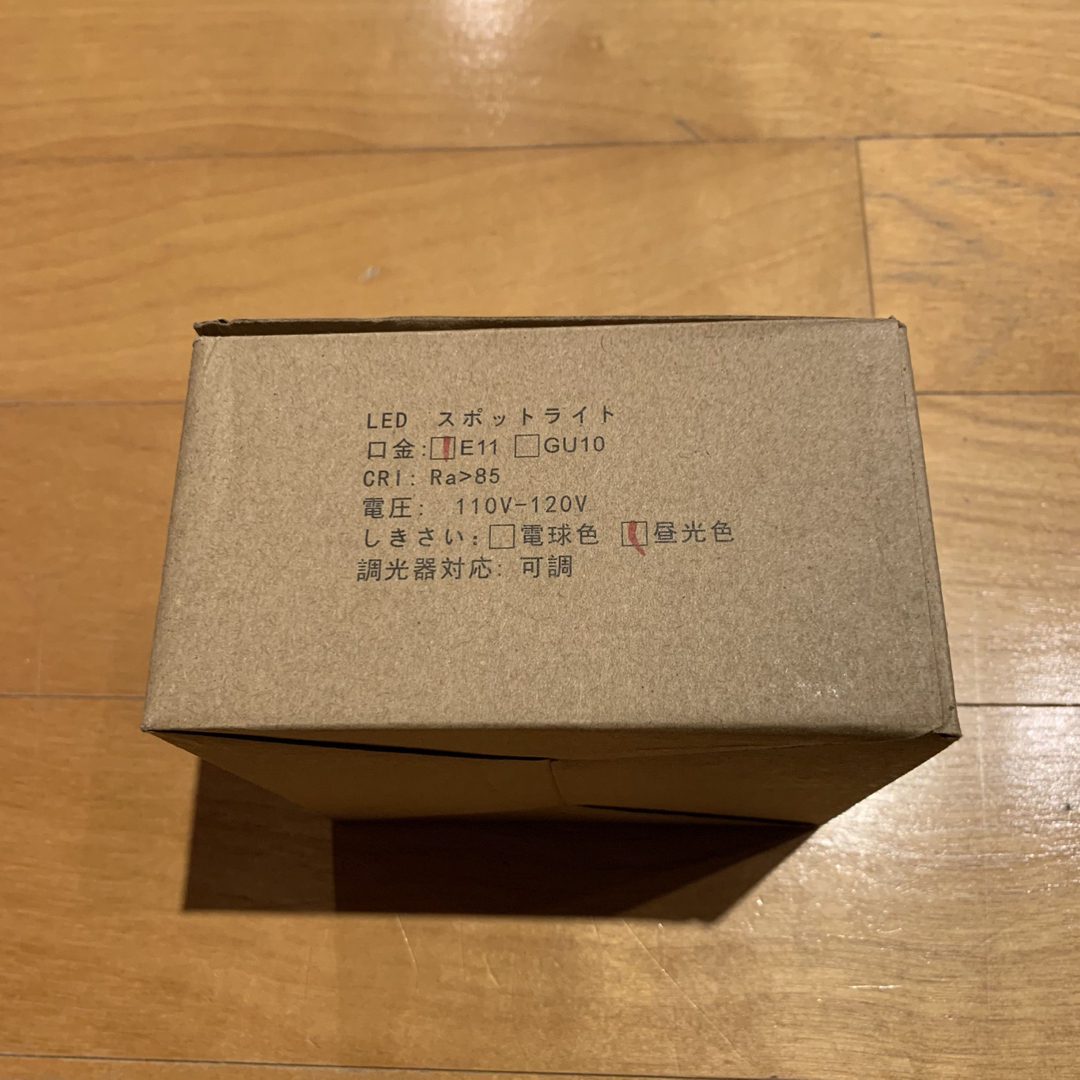 LED スポットライト
口金:☑E11 ☐GU10
CRI: Ra>85
電圧: 110V-120V
しきさい:☐電球色 ☑昼光色
調光器対応: 可調